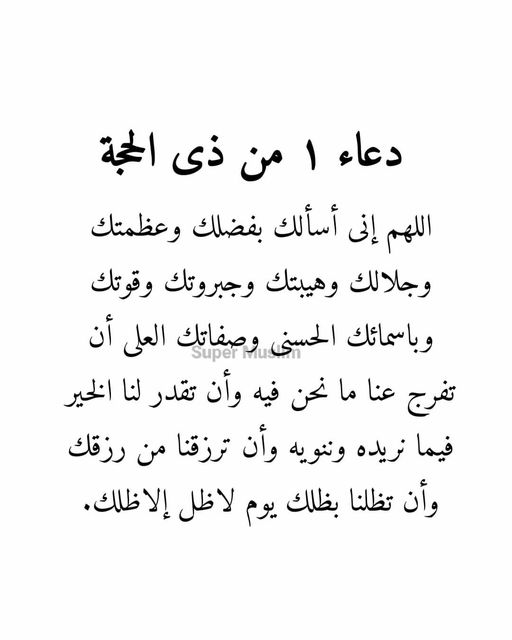 دعاء ١ من ذى الحجة
اللهم إنى أسألك بفضلك وعظمتك
وجلالك وهيبتك وجبروتك وقوتك
وباسمائك الحسنى وصفاتك العلى أن
Super Muslim
تفرج عنا ما نحن فيه وأن تقدر لنا الخير
فيما نريده وننويه وأن ترزقنا من رزقك
وأن تظلنا بظلك يوم لاظل إلاظلك.